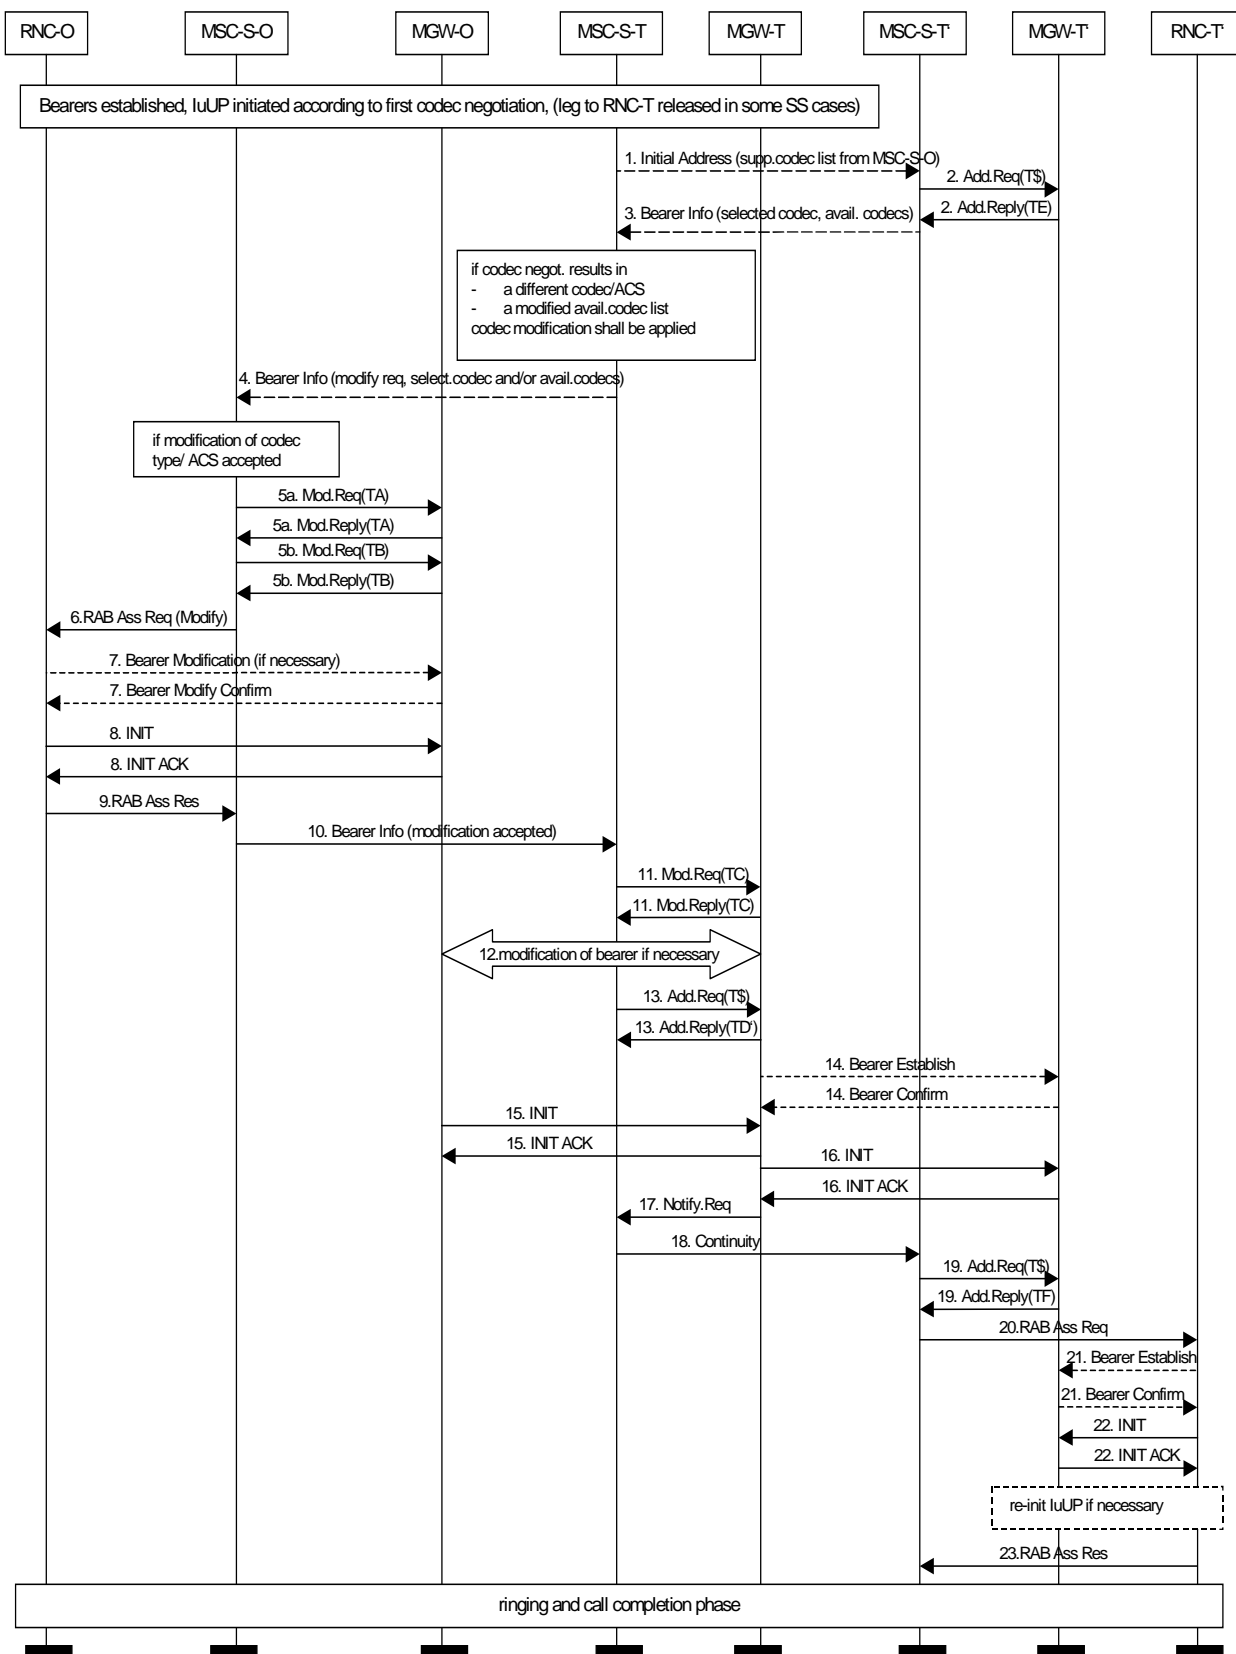 RNC-O
MSC-S-O
MGW-O
MSC-S-T
MGW-T
MSC-S-T'
MGW-T'
RNC-T'
Bearers established, IuUP initiated according to first codec negotiation, (leg to RNC-T released in some SS cases)
1. Initial Address (supp.codec list from MSC-S-O)
2. Add.Req(T$)
2. Add.Reply(TE)
3. Bearer Info (selected codec, avail. codecs)
if codec negot. results in
- a different codec/ACS
- a modified avail.codec list
codec modification shall be applied
4. Bearer Info (modify req, select.codec and/or avail.codecs)
if modification of codec
type/ ACS accepted
5a. Mod.Req(TA)
5a. Mod.Reply(TA)
5b. Mod.Req(TB)
5b. Mod.Reply(TB)
6.RAB Ass Req (Modify)
7. Bearer Modification (if necessary)
7. Bearer Modify Confirm
8. INIT
8. INIT ACK
9.RAB Ass Res
10. Bearer Info (modification accepted)
11. Mod.Req(TC)
11. Mod.Reply(TC)
12.modification of bearer if necessary
13. Add.Req(T$)
13. Add.Reply(TD')
14. Bearer Establish
14. Bearer Confirm
15. INIT
15. INIT ACK
16. INIT
16. INIT ACK
17. Notify.Req
18. Continuity
19. Add.Req(T$)
19. Add.Reply(TF)
20.RAB Ass Req
21. Bearer Establish
21. Bearer Confirm
22. INIT
22. INIT ACK
re-init IuUP if necessary
23.RAB Ass Res
ringing and call completion phase